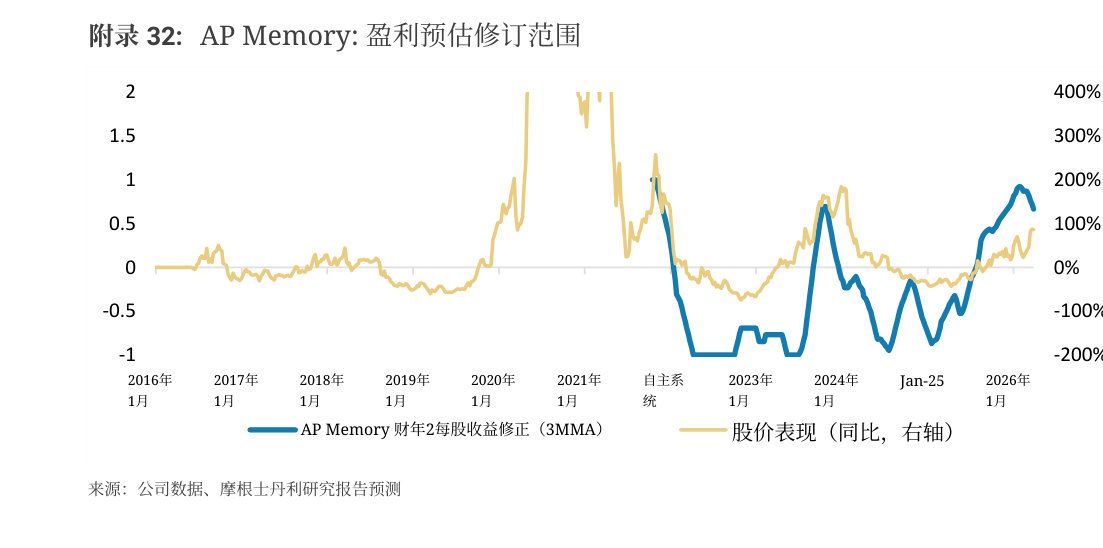 附录 32: AP Memory: 盈利预估修订范围
2
1.5
1
0.5
0
-0.5
-1
400%
300%
200%
100%
0%
-100%
-200%
2016年
1月
2017年
1月
2018年
1月
2019年
1月
2020年
1月
2021年
1月
自主系
统
2023年
1月
2024年
1月
Jan-25
2026年
1月
AP Memory 财年2每股收益修正（3MMA）
股价表现（同比，右轴）
来源：公司数据、摩根士丹利研究报告预测